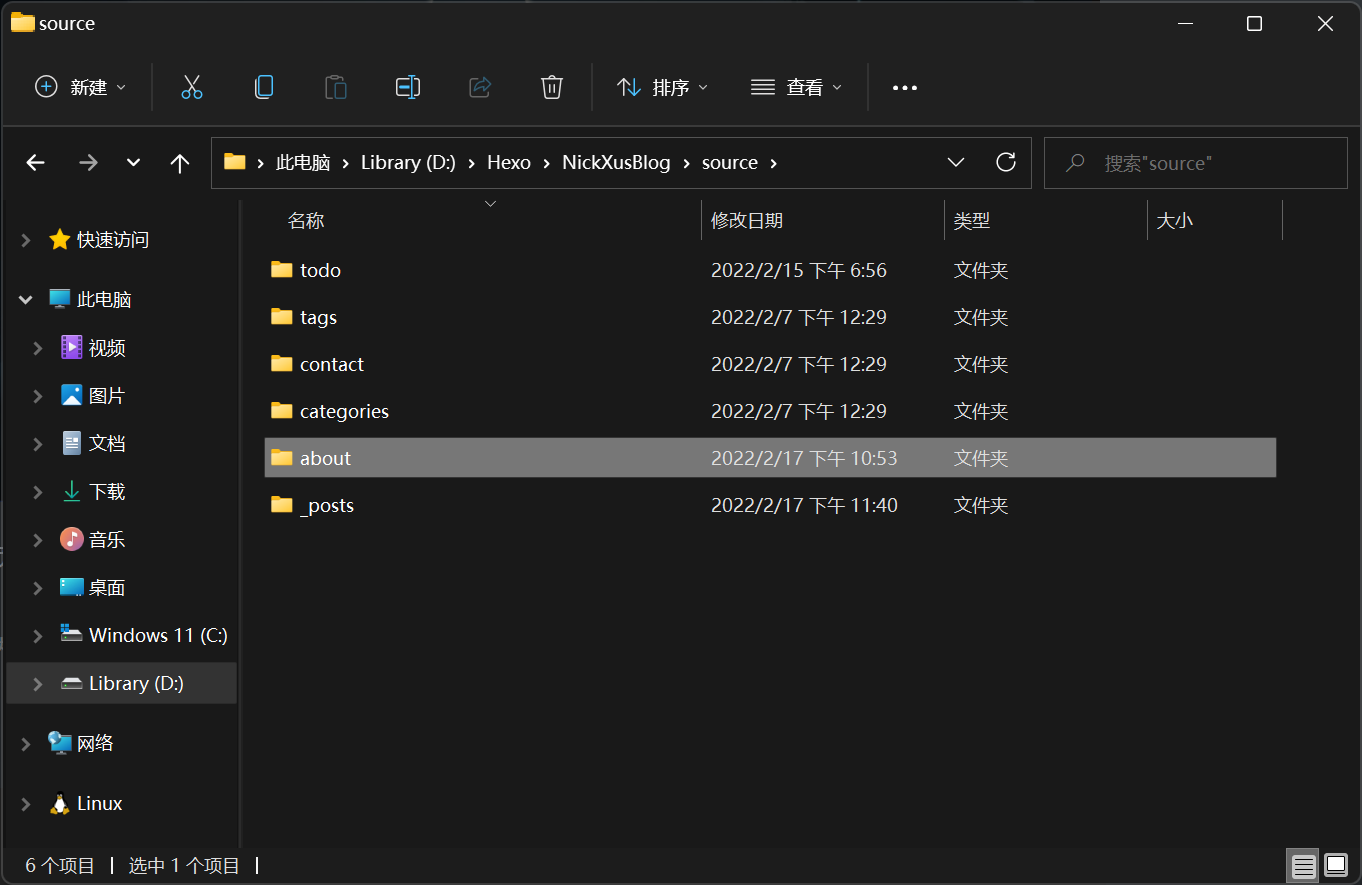 source
新建
排序
查看
此电脑 Library (D:) Hexo NickXusBlog source
搜索"source"
名称 修改日期 类型 大小
快速访问
此电脑
视频
图片
文档
下载
音乐
桌面
Windows 11 (C:)
Library (D:)
网络
Linux
todo 2022/2/15 下午 6:56 文件夹
tags 2022/2/7 下午 12:29 文件夹
contact 2022/2/7 下午 12:29 文件夹
categories 2022/2/7 下午 12:29 文件夹
about 2022/2/17 下午 10:53 文件夹
_posts 2022/2/17 下午 11:40 文件夹
6 个项目 选中 1 个项目